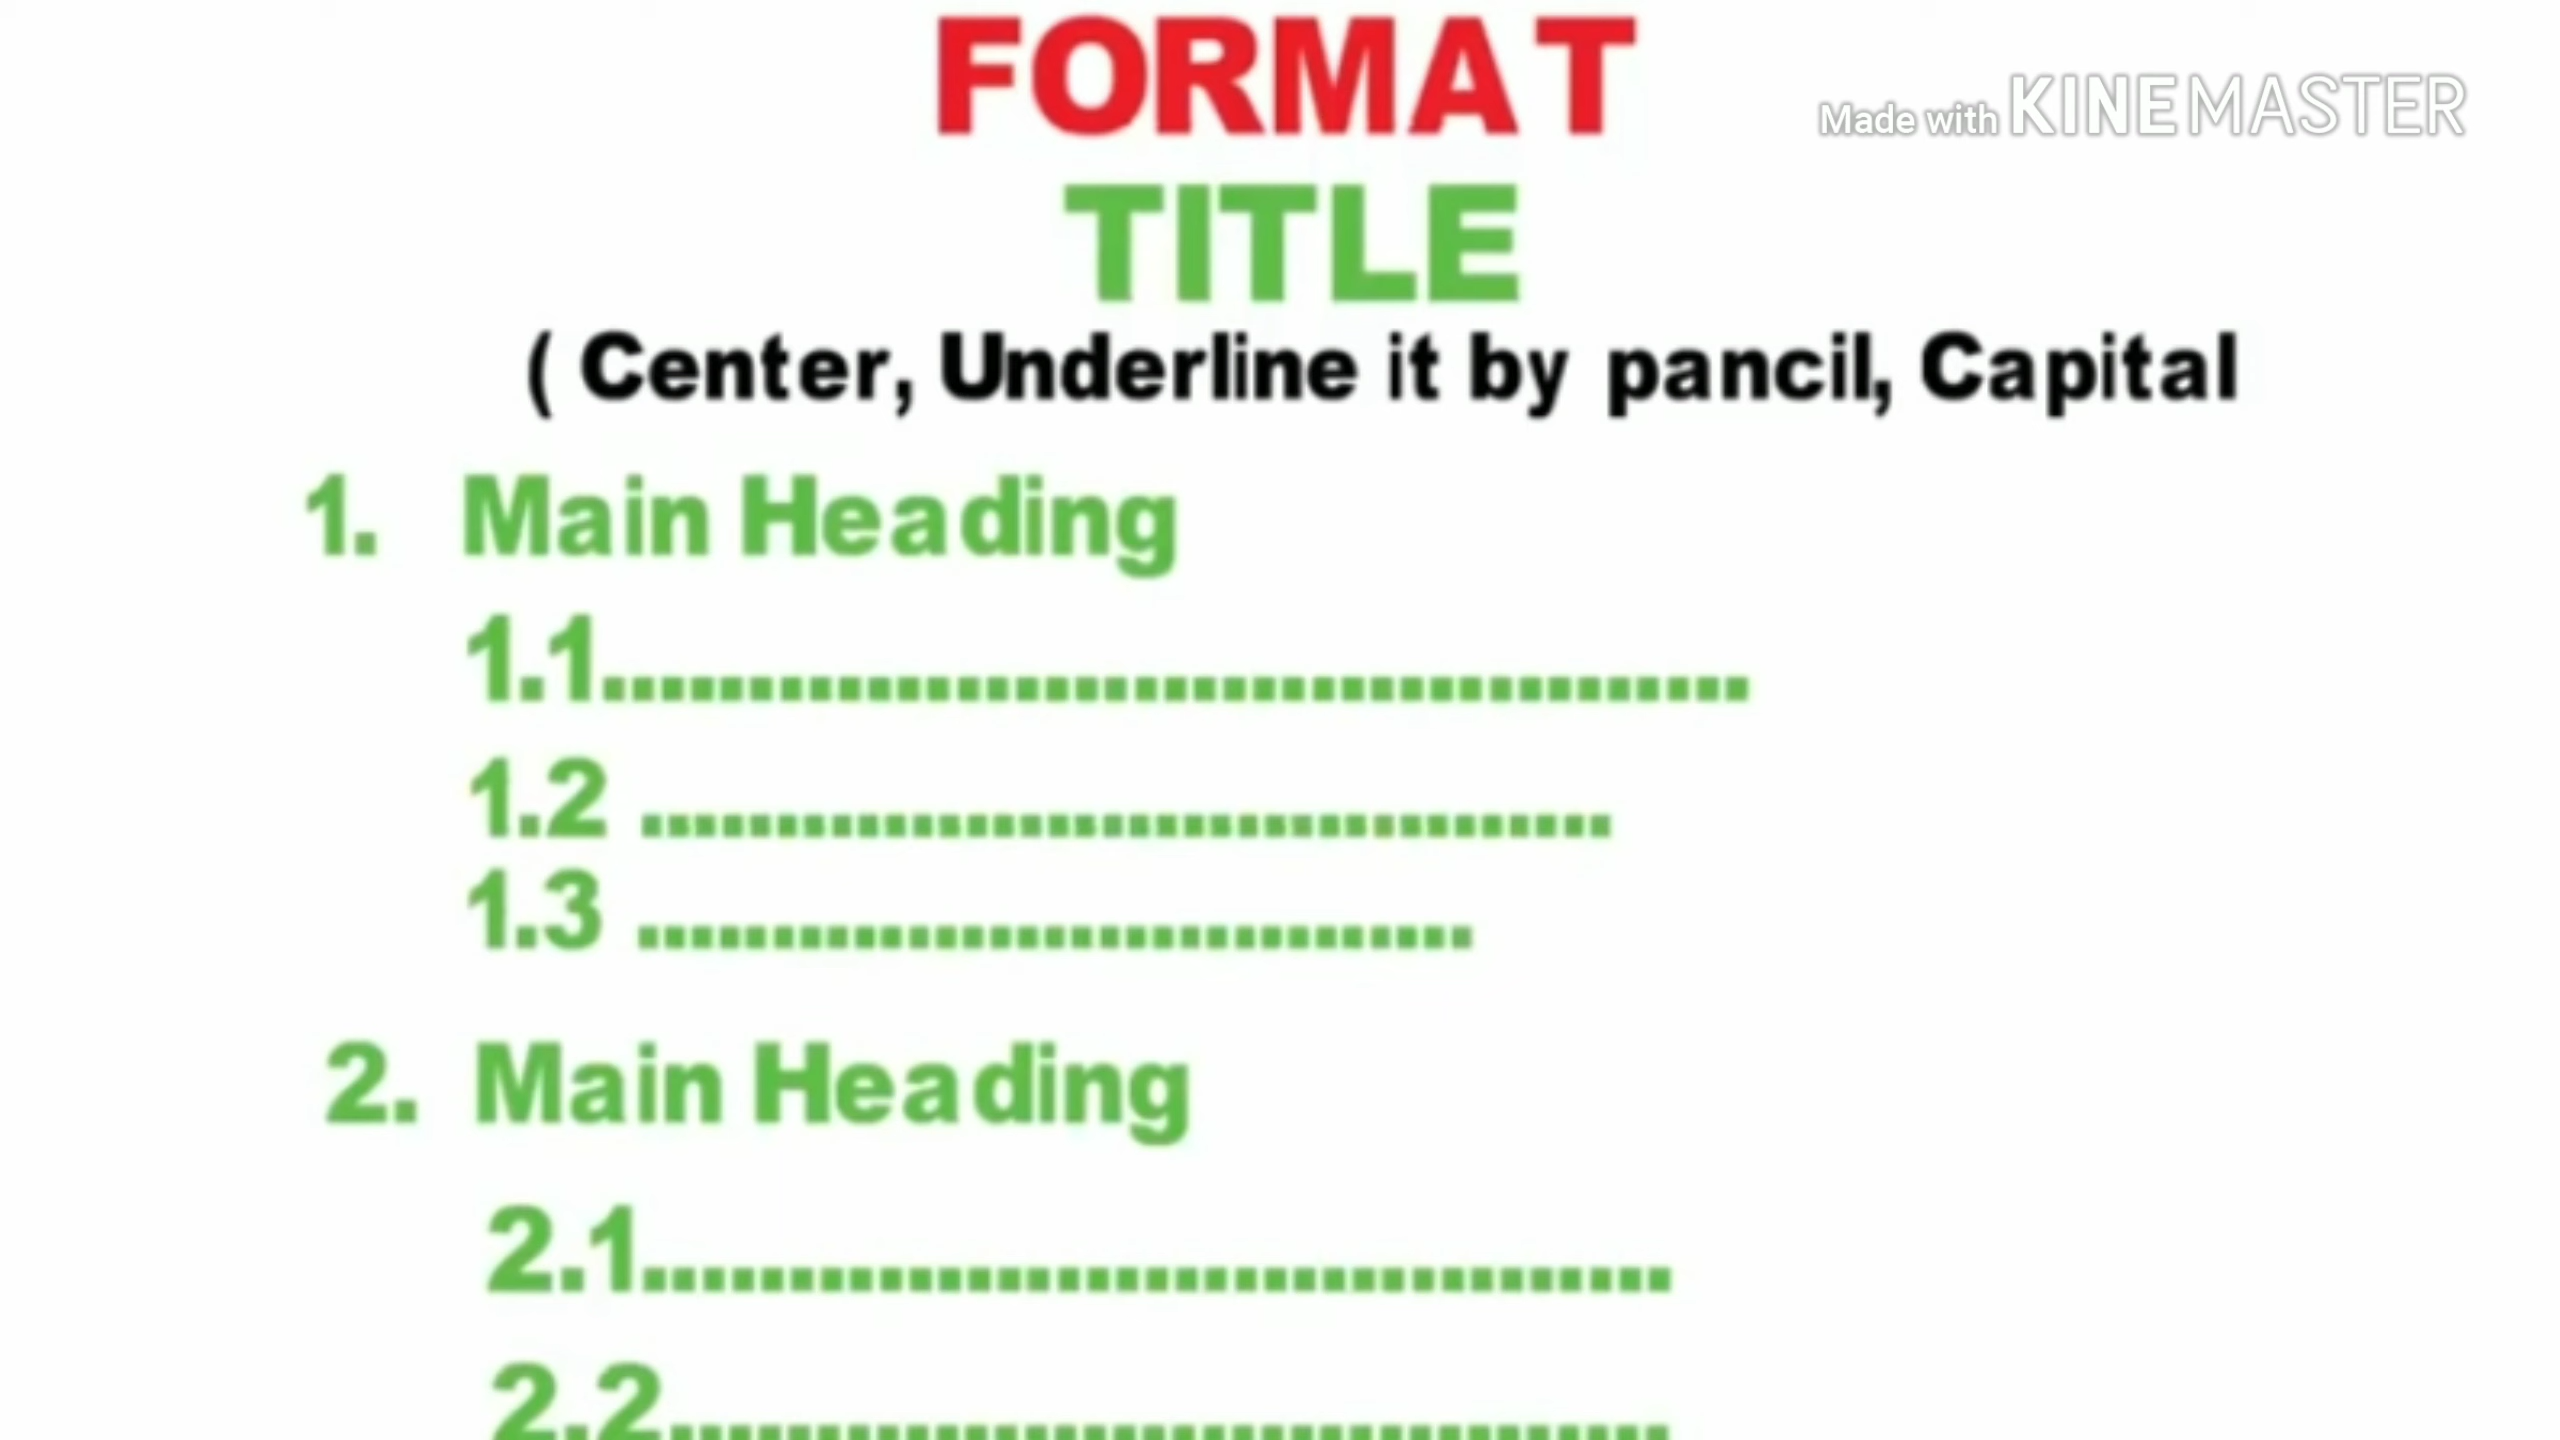 FORMAT
Made with KINEMASTER
TITLE
( Center, Underline it by pancil, Capital
1. Main Heading
1.1.......................................
1.2 ....................................
1.3 ...............................
2. Main Heading
2.1...................................
2.2..................................